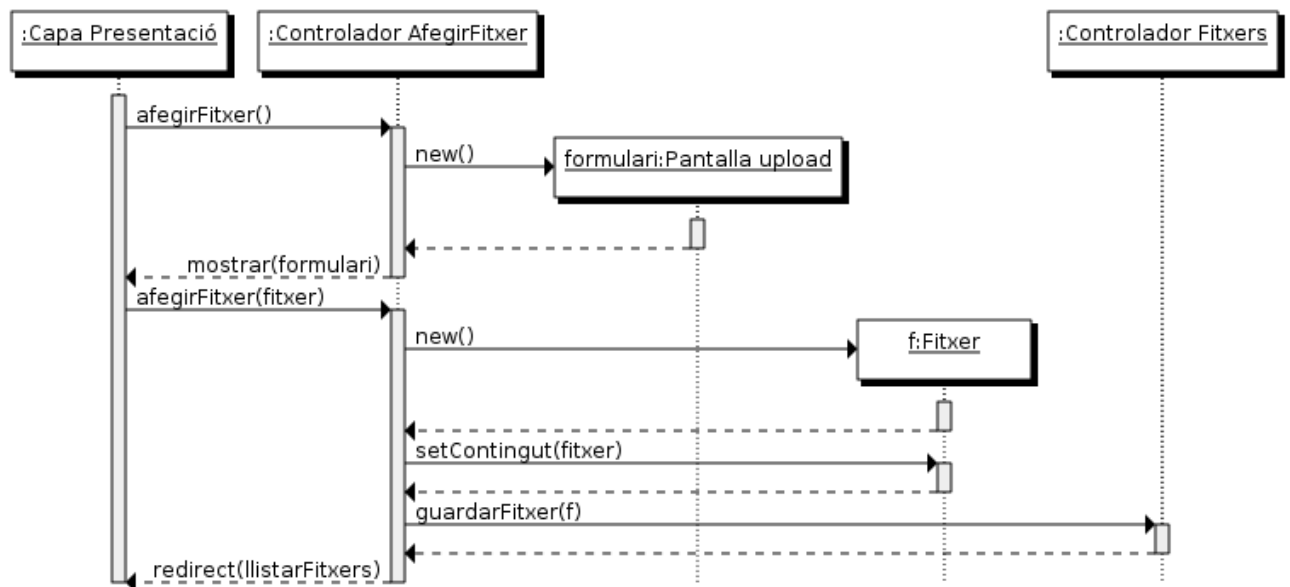 :Capa Presentació
:Controlador AfegirFitxer
:Controlador Fitxers
afegirFitxer()
new()
formulari:Pantalla upload
mostrar(formulari)
afegirFitxer(fitxer)
new()
f:Fitxer
setContingut(fitxer)
guardarFitxer(f)
redirect(llistarFitxers)